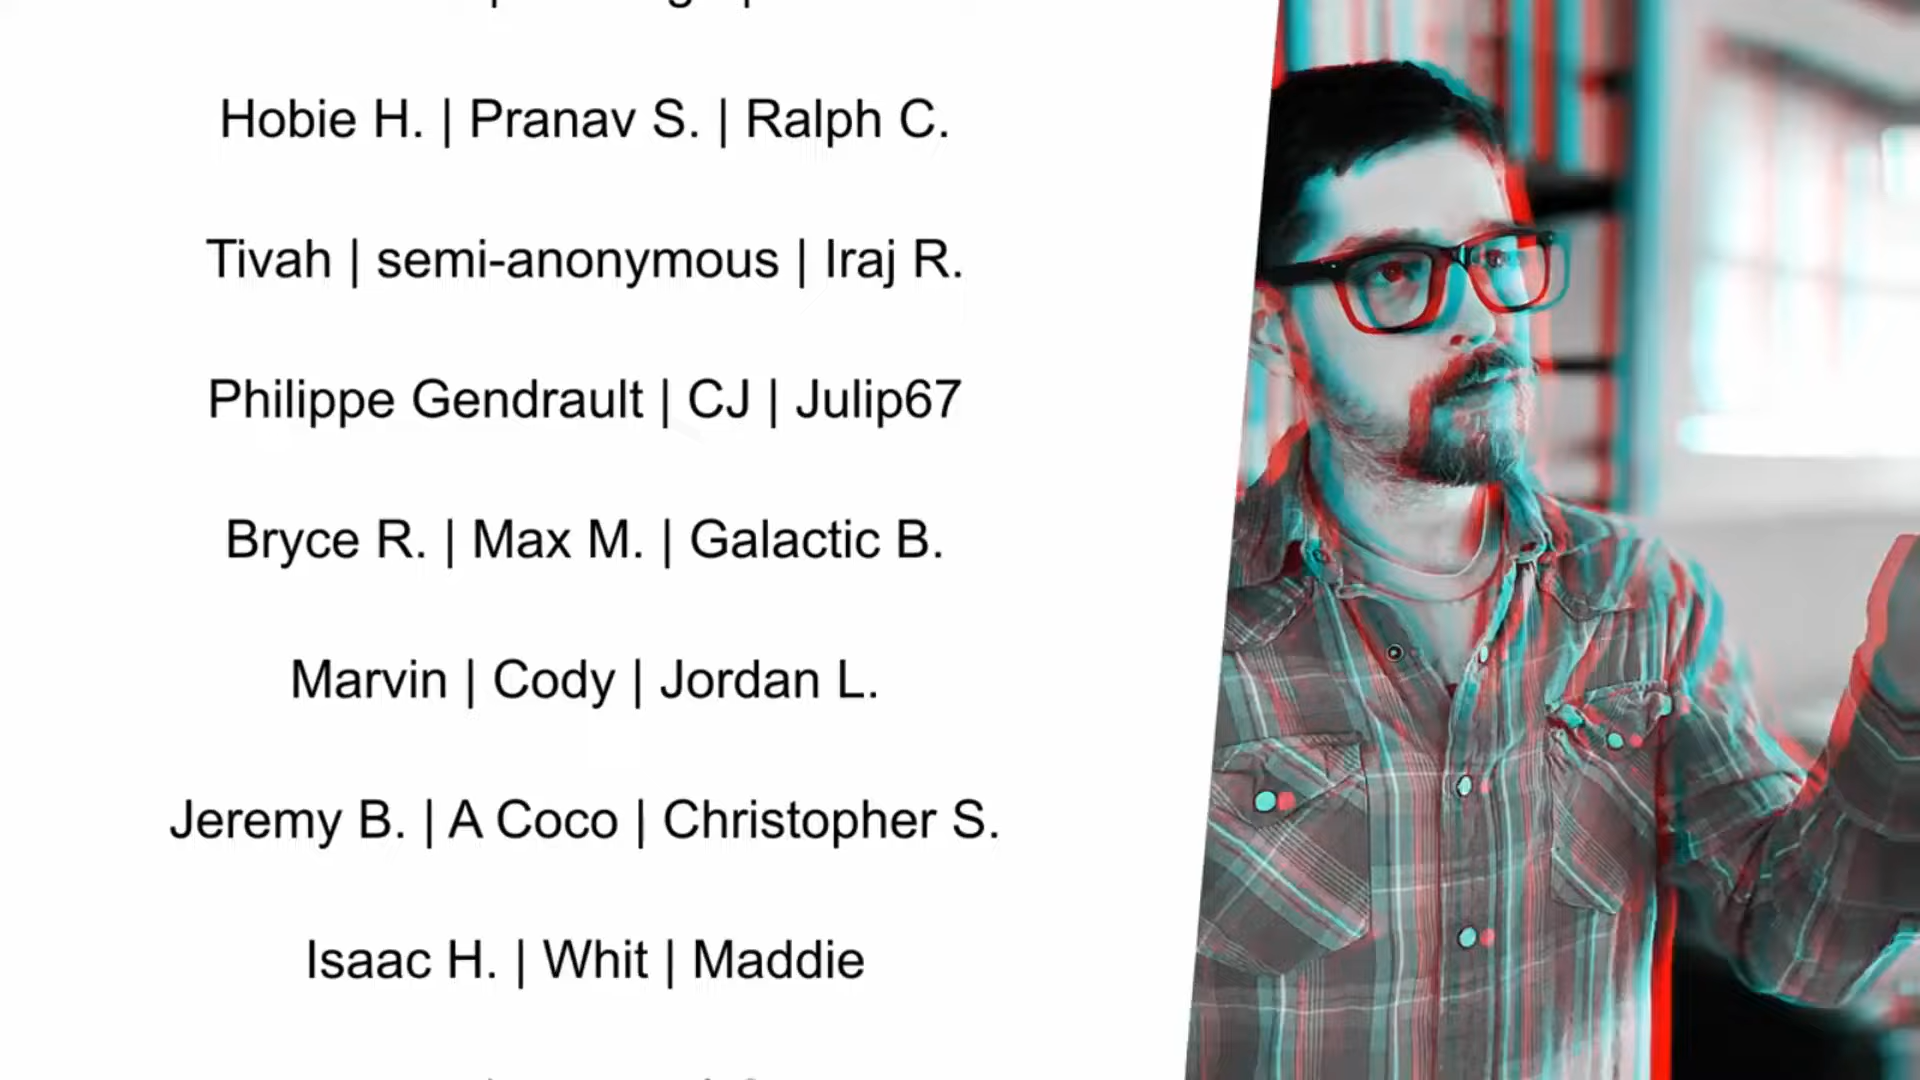 Hobie H. | Pranav S. | Ralph C.
Tivah | semi-anonymous | Iraj R.
Philippe Gendrault | CJ | Julip67
Bryce R. | Max M. | Galactic B.
Marvin | Cody | Jordan L.
Jeremy B. | A Coco | Christopher S.
Isaac H. | Whit | Maddie